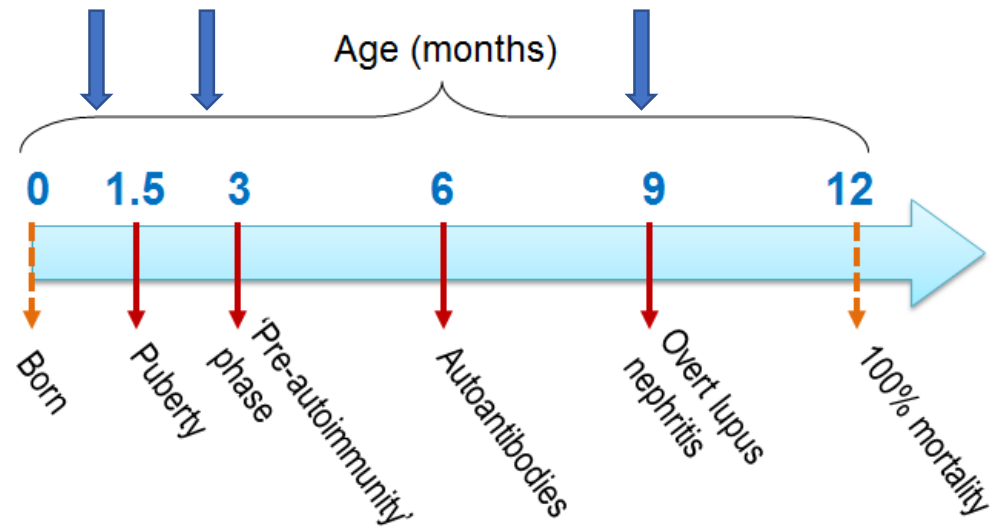 Age (months)
0 1.5 3 6 9 12
Born
Puberty
'Pre-autoimmunity'
phase
Autoantibodies
Overt lupus
nephritis
100% mortality